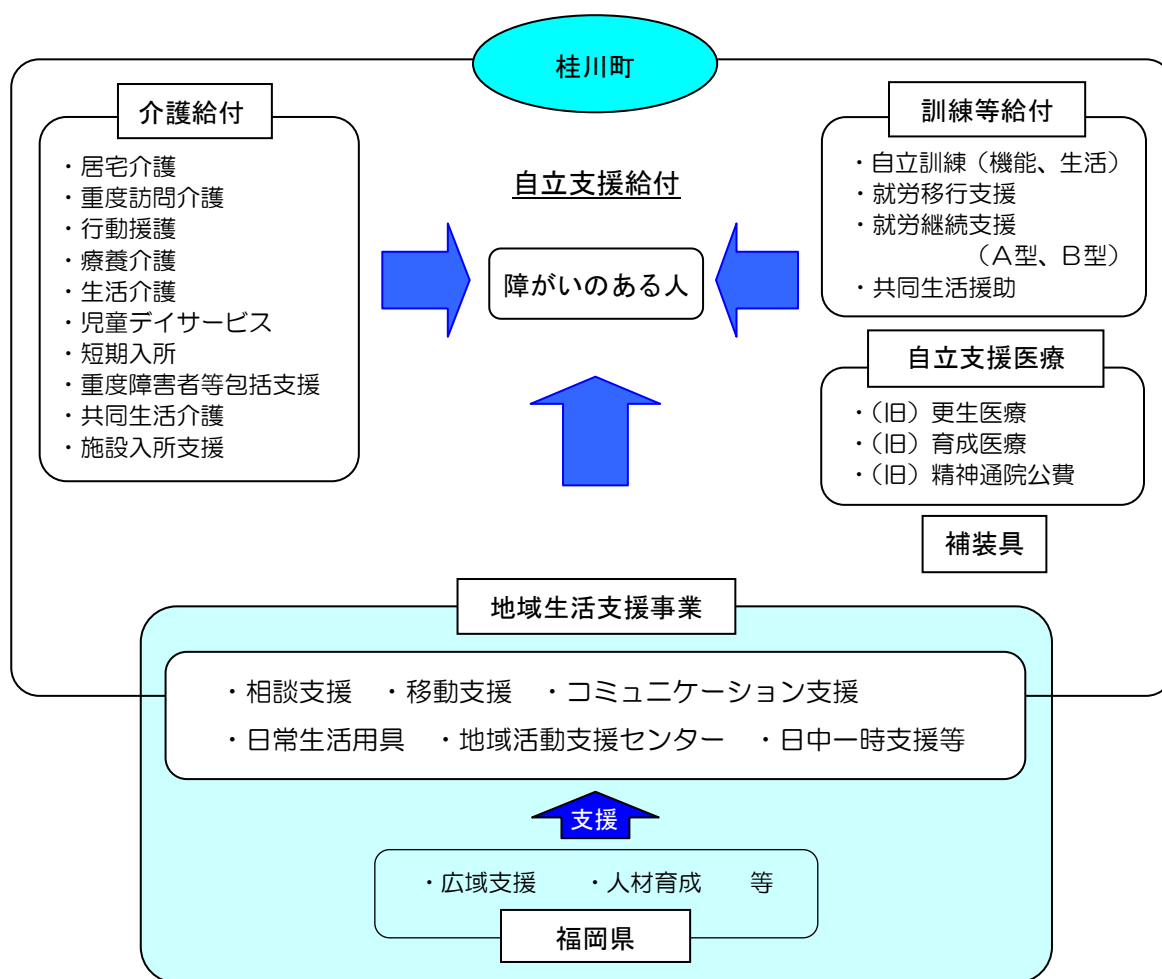 桂川町
介護給付
・居宅介護
・重度訪問介護
・行動援護
・療養介護
・生活介護
・児童デイサービス
・短期入所
・重度障害者等包括支援
・共同生活介護
・施設入所支援
自立支援給付
障がいのある人
訓練等給付
・自立訓練（機能、生活）
・就労移行支援
・就労継続支援
（Ａ型、Ｂ型）
・共同生活援助
自立支援医療
・（旧）更生医療
・（旧）育成医療
・（旧）精神通院公費
補装具
地域生活支援事業
・相談支援　・移動支援　・コミュニケーション支援
・日常生活用具　・地域活動支援センター　・日中一時支援等
支援
・広域支援　　・人材育成　　等
福岡県